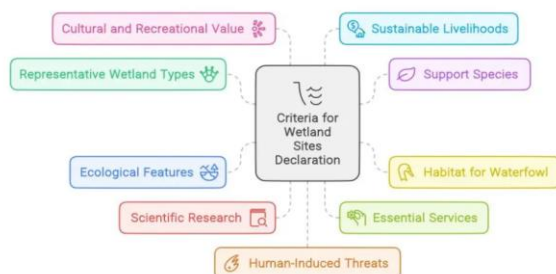 Cultural and Recreational Value
Sustainable Livelihoods
Representative Wetland Types
Support Species
Criteria for
Wetland
Sites
Declaration
Ecological Features
Habitat for Waterfowl
Scientific Research
Essential Services
Human-Induced Threats